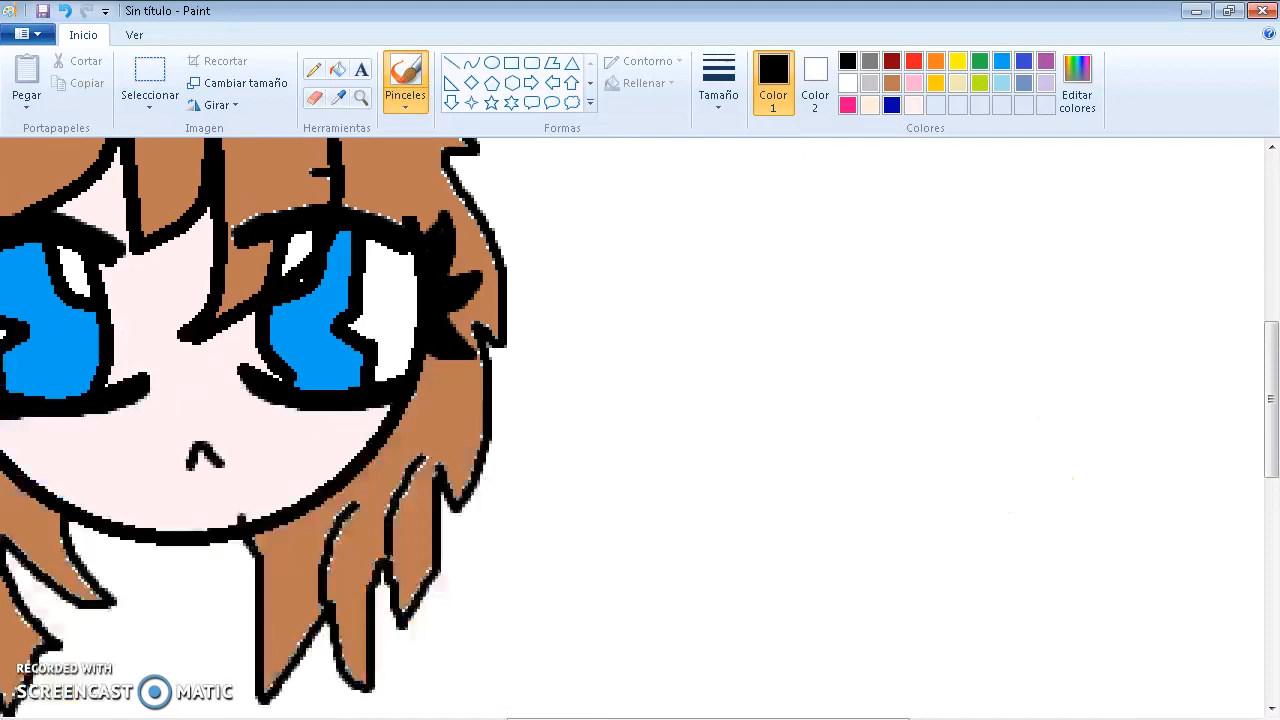 Sin título - Paint
Inicio Ver
Pegar
Cortar
Copiar
Portapapeles
Seleccionar
Recortar
Cambiar tamaño
Girar
Imagen
A
Herramientas
Pinceles
Contorno
Rellenar
Formas
Tamaño
Color 1
Color 2
Editar colores
Colores
RECORDED WITH
SCREENCAST MATIC